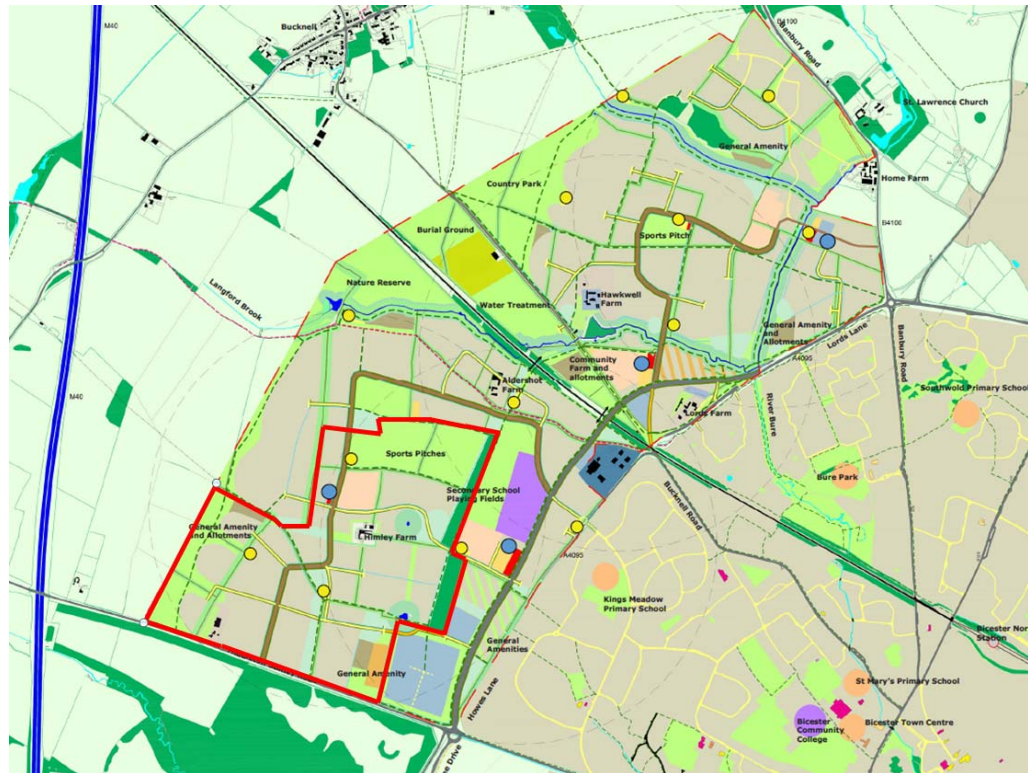 M40
Bucknell
B4100
Banbury Road
St. Lawrence Church
General Amenity
Home Farm
Country Park
Burial Ground
Sports Pitch
B4100
Nature Reserve
Langford Brook
Water Treatment
Hawkwell
Farm
General Amenity
and
Allotments
Lords Lane
A4095
Banbury Road
Community
Farm and
allotments
Aldershot
Farm
Lords Farm
River Bure
Southwold Primary School
M40
Sports Pitches
Secondary School
Playing Fields
Bucknell Road
Bure Park
General Amenity
and Allotments
Himley Farm
A4095
Kings Meadow
Primary School
Bicester Nor
Station
General
Amenities
General Amenity
Howes Lane
St Mary's Primary School
Bicester
Community
College
Bicester Town Centre
ne Drive